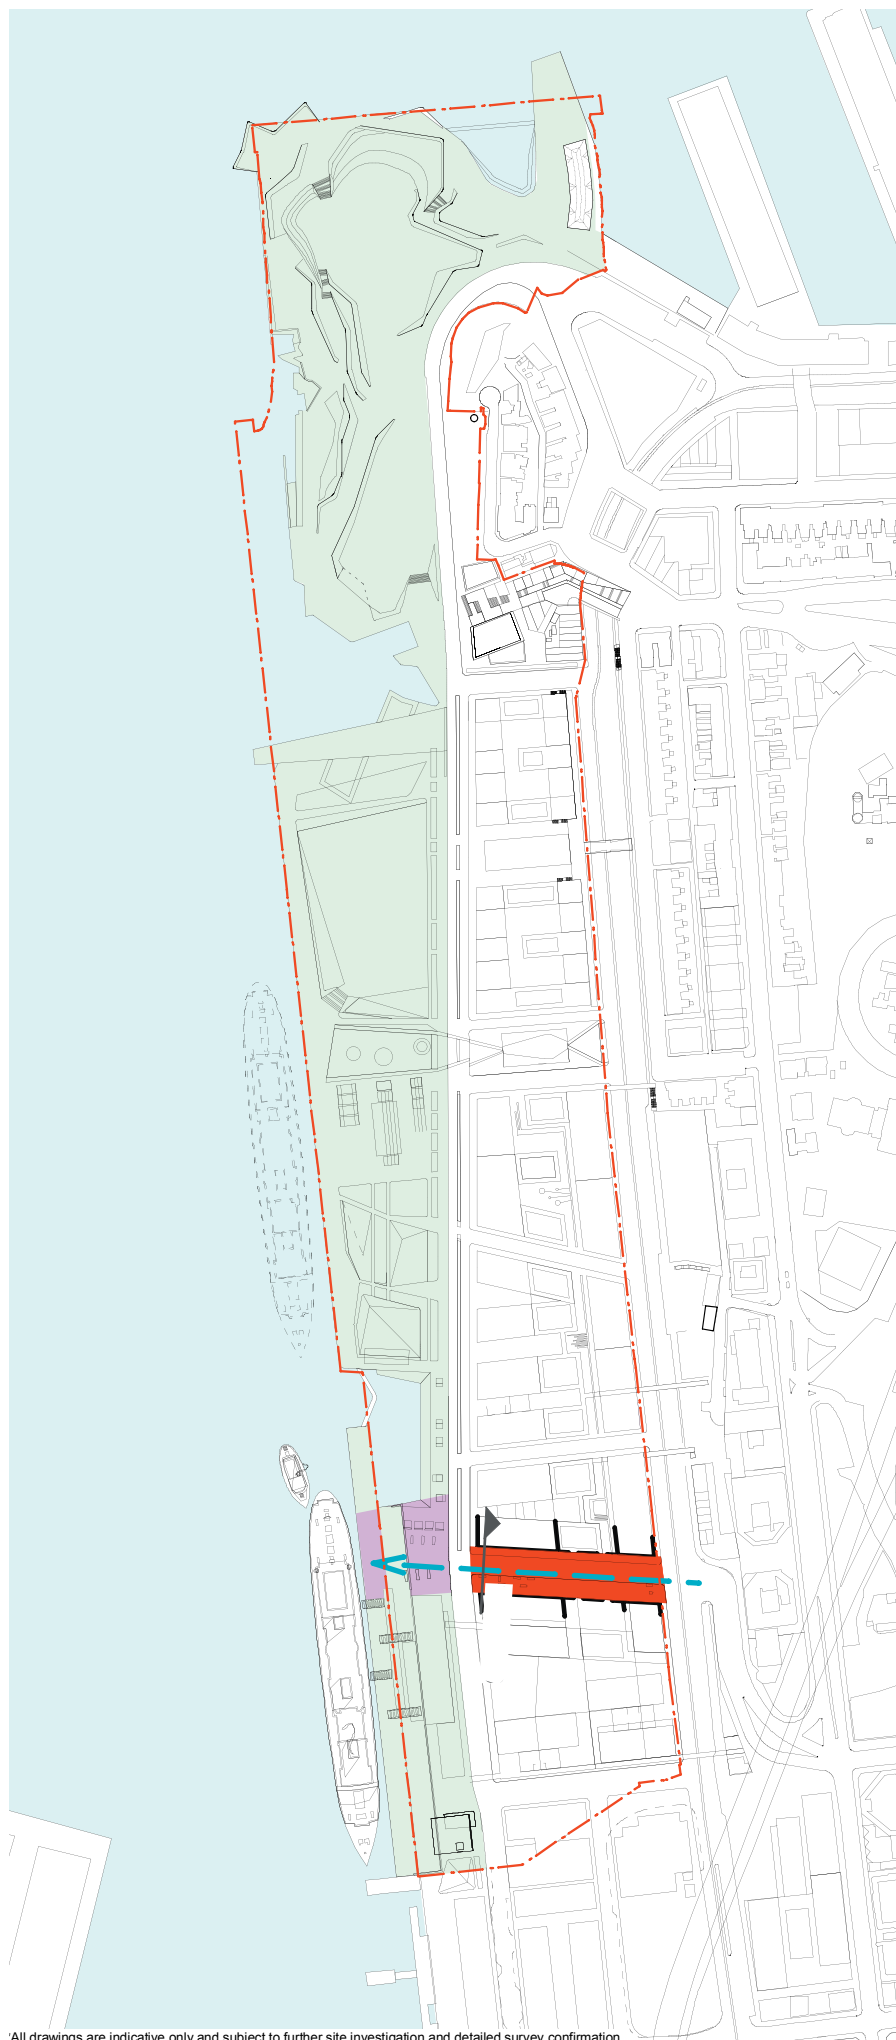 'All drawings are indicative only and subject to further site investigation and detailed survey confirmation